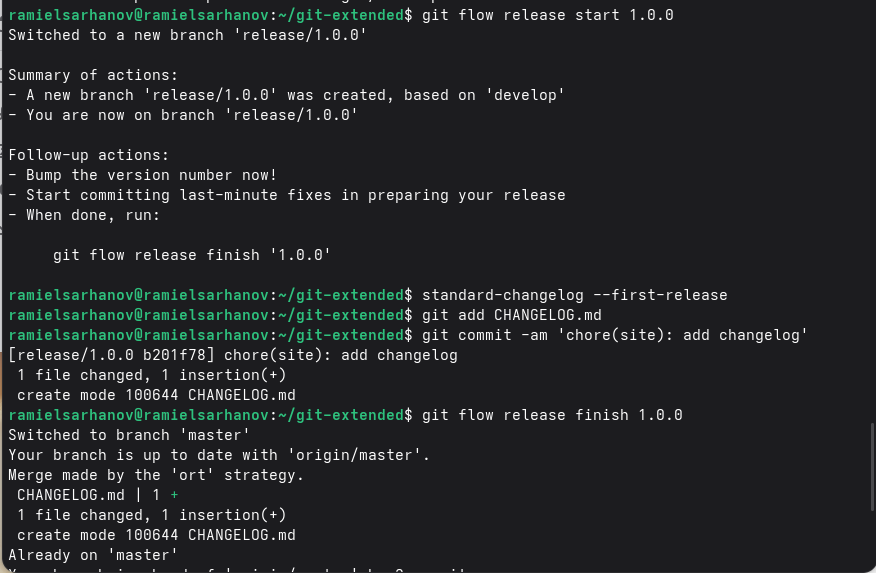 ramielsarhanov@ramielsarhanov:~/git-extended$ git flow release start 1.0.0
Switched to a new branch 'release/1.0.0'
Summary of actions:
- A new branch 'release/1.0.0' was created, based on 'develop'
- You are now on branch 'release/1.0.0'
Follow-up actions:
- Bump the version number now!
- Start committing last-minute fixes in preparing your release
- When done, run:
git flow release finish '1.0.0'
ramielsarhanov@ramielsarhanov:~/git-extended$ standard-changelog --first-release
ramielsarhanov@ramielsarhanov:~/git-extended$ git add CHANGELOG.md
ramielsarhanov@ramielsarhanov:~/git-extended$ git commit -am 'chore(site): add changelog'
[release/1.0.0 b201f78] chore(site): add changelog
1 file changed, 1 insertion(+)
create mode 100644 CHANGELOG.md
ramielsarhanov@ramielsarhanov:~/git-extended$ git flow release finish 1.0.0
Switched to branch 'master'
Your branch is up to date with 'origin/master'.
Merge made by the 'ort' strategy.
CHANGELOG.md | 1 +
1 file changed, 1 insertion(+)
create mode 100644 CHANGELOG.md
Already on 'master'